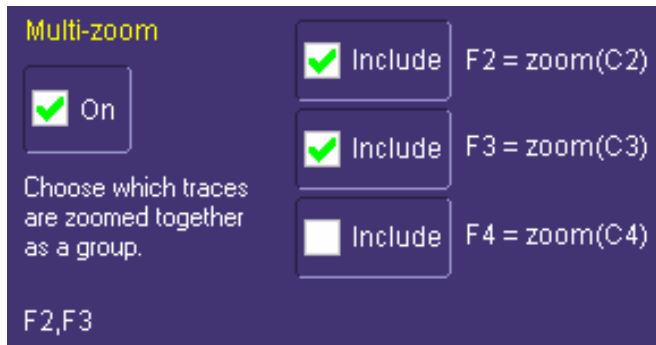 Multi-zoom
On
Choose which traces
are zoomed together
as a group.
F2,F3
Include F2 = zoom(C2)
Include F3 = zoom(C3)
Include F4 = zoom(C4)